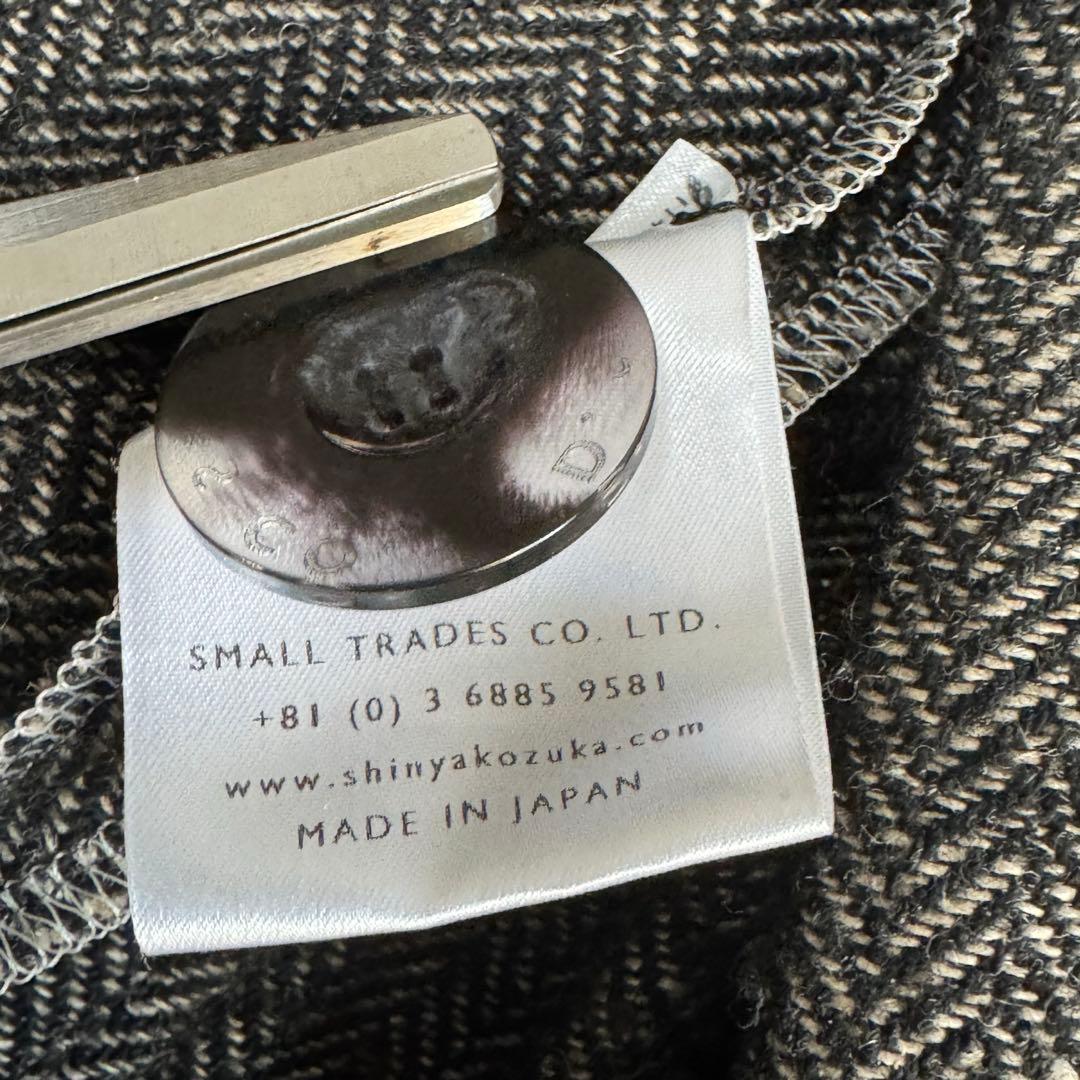 D.
SMALL TRADES CO. LTD.
+81 (0) 3 6885 9581
www.shinyakozuka.com
MADE IN JAPAN